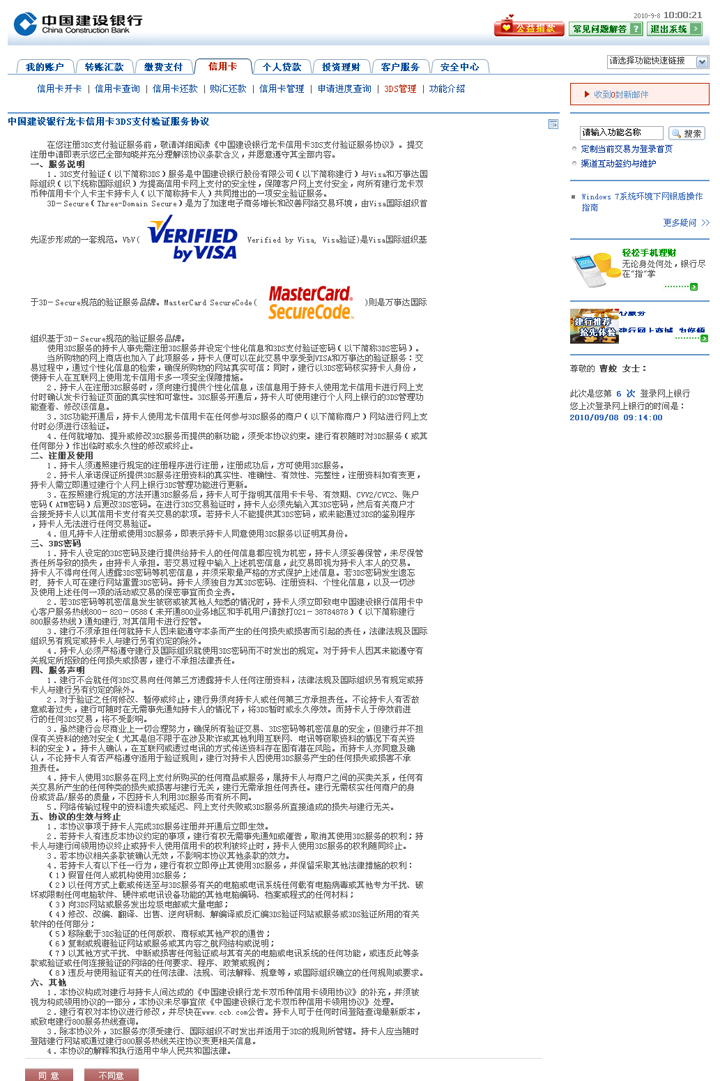 中国建设银行
China Construction Bank
2010-9-8 10:00:21
公益捐款
常见问题解答 ?
退出系统
我的账户 转账汇款 缴费支付 信用卡 个人贷款 投资理财 客户服务 安全中心
请选择功能快速链接
信用卡开卡 | 信用卡查询 | 信用卡还款 | 购汇还款 | 信用卡管理 | 申请进度查询 | 3DS管理 | 功能介绍
收到0封新邮件
中国建设银行龙卡信用卡3DS支付验证服务协议
请输入功能名称 搜索
定制当前交易为登录首页
渠道互动签约与维护
Windows 7系统环境下网银盾操作
指南
更多疑问 >>
轻松手机理财
无论身处何处，银行尽
在"指"掌
建行推荐
抢先体验
尊敬的 曹蛟 女士：
此次是您第 6 次 登录网上银行
您上次登录网上银行的时间是：
2010/09/08 09:14:00
在您注册3DS支付验证服务前，敬请详细阅读《中国建设银行龙卡信用卡3DS支付验证服务协议》。提交
注册申请即表示您已全部知晓并充分理解该协议条款含义，并愿意遵守其全部内容。
一、服务说明
1．3DS支付验证（以下简称3DS）服务是中国建设银行股份有限公司（以下简称建行）与Visa和万事达国
际组织（以下统称国际组织）为提高信用卡网上支付的安全性，保障客户网上支付安全，向所有建行龙卡双
币种信用卡个人卡主卡持卡人（以下简称持卡人）共同推出的一项安全验证服务。
3D－Secure（Three-Domain Secure）是为了加速电子商务增长和改善网络交易环境，由Visa国际组织首
先逐步形成的一套规范。VbV( VERIFIED by VISA Verified by Visa, Visa验证)是Visa国际组织基
于3D－Secure规范的验证服务品牌。MasterCard SecureCode( MasterCard. SecureCode. )则是万事达国际
组织基于3D－Secure规范的验证服务品牌。
使用3DS服务的持卡人事先需注册3DS服务并设定个性化信息和3DS支付验证密码（以下简称3DS密码）。
当所购物的网上商店也加入了此项服务，持卡人便可以在此交易中享受到VISA和万事达的验证服务：交
易过程中，通过个性化信息的检索，确保所购物的网站真实可信；同时，建行以3DS密码核实持卡人身份，
使持卡人在互联网上使用龙卡信用卡多一项安全保障措施。
2．持卡人在注册3DS服务时，须向建行提供个性化信息，该信息用于持卡人使用龙卡信用卡进行网上支
付时确认发卡行验证页面的真实性和可靠性。3DS服务开通后，持卡人可使用建行个人网上银行的3DS管理功
能查看、修改该信息。
3．3DS功能开通后，持卡人使用龙卡信用卡在任何参与3DS服务的商户（以下简称商户）网站进行网上支
付时必须进行该验证。
4．任何就增加、提升或修改3DS服务而提供的新功能，须受本协议约束。建行有权随时对3DS服务（或其
任何部分）作出临时或永久性的修改或终止。
二、注册及使用
1．持卡人须遵照建行规定的注册程序进行注册，注册成功后，方可使用3DS服务。
2．持卡人承诺保证所提供3DS服务注册资料的真实性、准确性、有效性、完整性，注册资料如有变更，
持卡人需立即通过建行个人网上银行3DS管理功能进行更新。
3．在按照建行规定的方法开通3DS服务后，持卡人可于指明其信用卡卡号、有效期、CVV2/CVC2、账户
密码（ATM密码）后更改3DS密码。在进行3DS交易验证时，持卡人必须先输入其3DS密码，然后有关商户才
会接受持卡人以其信用卡支付有关交易的款项。若持卡人不能提供其3DS密码，或未能通过3DS的鉴别程序
，持卡人无法进行任何交易验证。
4．但凡持卡人注册或使用3DS服务，即表示持卡人同意使用3DS服务以证明其身份。
三、3DS密码
1．持卡人设定的3DS密码及建行提供给持卡人的任何信息都应视为机密，持卡人须妥善保管，未尽保管
责任所导致的损失，由持卡人承担。若交易过程中输入上述机密信息，此交易即视为持卡人本人的交易。
持卡人不得向任何人透露3DS密码等机密信息，并须采取最严格的方式保护上述信息。若3DS密码发生遗忘
时，持卡人可在建行网站重置3DS密码。持卡人须独自为其3DS密码、注册资料、个性化信息，以及一切涉
及使用上述任何一项的活动或交易的保密事宜而负全责。
2．若3DS密码等机密信息发生被窃或被其他人知悉的情况时，持卡人须立即致电中国建设银行信用卡中
心客户服务热线800－820－0588（未开通800业务地区和手机用户请拨打021－38784878）（以下简称建行
800服务热线）通知建行,对其信用卡进行控管。
3．建行不须承担任何就持卡人因未能遵守本条而产生的任何损失或损害而引起的责任，法律法规及国际
组织另有规定或持卡人与建行另有约定的除外。
4．持卡人必须严格遵守建行及国际组织就使用3DS密码而不时发出的规定。对于持卡人因其未能遵守有
关规定所招致的任何损失或损害，建行不承担法律责任。
四、服务声明
1．建行不会就任何3DS交易向任何第三方透露持卡人任何注册资料，法律法规及国际组织另有规定或持
卡人与建行另有约定的除外。
2．对于验证之任何修改、暂停或终止，建行毋须向持卡人或任何第三方承担责任。不论持卡人有否故
意或者过失，建行可随时在无需事先通知持卡人的情况下，将3DS暂时或永久停效。而持卡人于停效前进
行的任何3DS交易，将不受影响。
3．虽然建行会尽商业上一切合理努力，确保所有验证交易、3DS密码等机密信息的安全，但建行并不担
保有关资料的绝对安全（尤其是但不限于在涉及欺诈或其他利用互联网、电讯等窃取资料的情况下有关资
料的安全）。持卡人确认，在互联网或透过电讯的方式传送资料存在固有潜在风险。而持卡人亦同意及确
认，不论持卡人有否严格遵守适用于验证规则，建行对持卡人因使用3DS服务产生的任何损失或损害不承
担责任。
4．持卡人使用3DS服务在网上支付所购买的任何商品或服务，属持卡人与商户之间的买卖关系，任何有
关交易所产生的任何种类的损失或损害与建行无关，建行无需承担任何责任。建行无需核实任何商户的身
份或货品/服务的质量，不因持卡人利用3DS服务而有所不同。
5．网络传输过程中的资料遗失或延迟、网上支付失败或3DS服务所直接造成的损失与建行无关。
五、协议的生效与终止
1．本协议事项于持卡人完成3DS服务注册并开通后立即生效。
2．若持卡人有违反本协议约定的事项，建行有权无需事先通知或催告，取消其使用3DS服务的权利；持
卡人与建行间领用协议终止或持卡人使用信用卡的权利被终止时，持卡人使用3DS服务的权利随同终止。
3．若本协议相关条款被确认无效，不影响本协议其他条款的效力。
4．若持卡人有以下任一行为，建行有权立即停止其使用3DS服务，并保留采取其他法律措施的权利：
（1）假冒任何人或机构使用3DS服务；
（2）以任何方式上载或传送至与3DS服务有关的电脑或电讯系统任何载有电脑病毒或其他专为干扰、破
坏或限制任何电脑软件、硬件或电讯设备功能的其他电脑编码、档案或程式的任何材料；
（3）向3DS网站或服务发出垃圾电邮或大量电邮；
（4）修改、改编、翻译、出售、逆向研制、解编译或反汇编3DS验证网站或服务或3DS验证所用的有关
软件的任何部分；
（5）移除载于3DS验证的任何版权、商标或其他产权的通告；
（6）复制或规避验证网站或服务或其内容之航网结构或说明；
（7）以其他方式干扰、中断或损害任何验证或与其有关的电脑或电讯系统的任何功能，或违反此等条
款或验证或任何连接验证的网络的任何要求、程序、政策或规例；
（8）违反与使用验证有关的任何法律、法规、司法解释、规章等，或国际组织确立的任何规则或要求。
六、其他
1．本协议构成对建行与持卡人间达成的《中国建设银行龙卡双币种信用卡领用协议》的补充，并须被
视为构成领用协议的一部分，本协议未尽事宜依《中国建设银行龙卡双币种信用卡领用协议》处理。
2．建行有权对本协议进行修改，并尽快在www.ccb.com公告。持卡人可于任何时间登陆查询最新版本，
或致电建行800服务热线查询。
3．除本协议外，3DS服务亦须受建行、国际组织不时发出并适用于3DS的规则所管辖。持卡人应当随时
登陆建行网站或通过建行800服务热线关注协议变更相关信息。
4．本协议的解释和执行适用中华人民共和国法律。
同 意 不同意